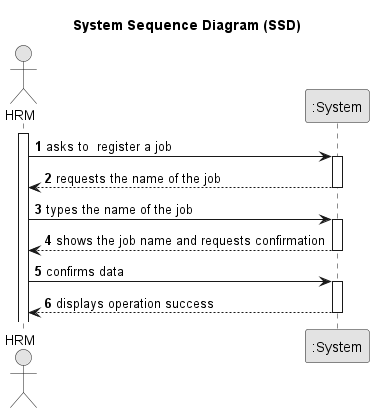 System Sequence Diagram (SSD)
HRM
:System
1 asks to  register a job
2 requests the name of the job
3 types the name of the job
4 shows the job name and requests confirmation
5 confirms data
6 displays operation success
HRM
:System